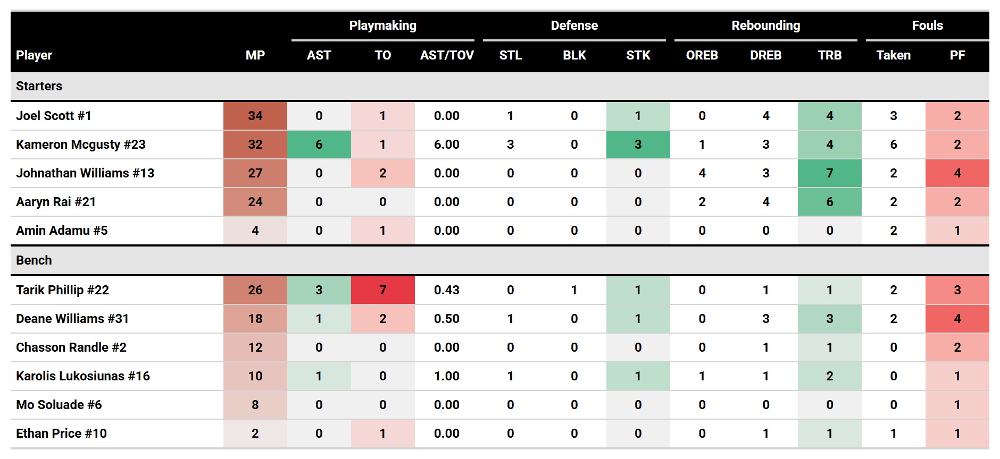 Playmaking Defense Rebounding Fouls
Player MP AST TO AST/TOV STL BLK STK OREB DREB TRB Taken PF
Starters
Joel Scott #1 34 0 1 0.00 1 0 1 0 4 4 3 2
Kameron Mcgusty #23 32 6 1 6.00 3 0 3 1 3 4 6 2
Johnathan Williams #13 27 0 2 0.00 0 0 0 4 3 7 2 4
Aaryn Rai #21 24 0 0 0.00 0 0 0 2 4 6 2 2
Amin Adamu #5 4 0 1 0.00 0 0 0 0 0 0 2 1
Bench
Tarik Phillip #22 26 3 7 0.43 0 1 1 0 1 1 2 3
Deane Williams #31 18 1 2 0.50 1 0 1 0 3 3 2 4
Chasson Randle #2 12 0 0 0.00 0 0 0 0 1 1 0 2
Karolis Lukosiunas #16 10 1 0 1.00 1 0 1 1 1 2 0 1
Mo Soluade #6 8 0 0 0.00 0 0 0 0 0 0 0 1
Ethan Price #10 2 0 1 0.00 0 0 0 0 1 1 1 1